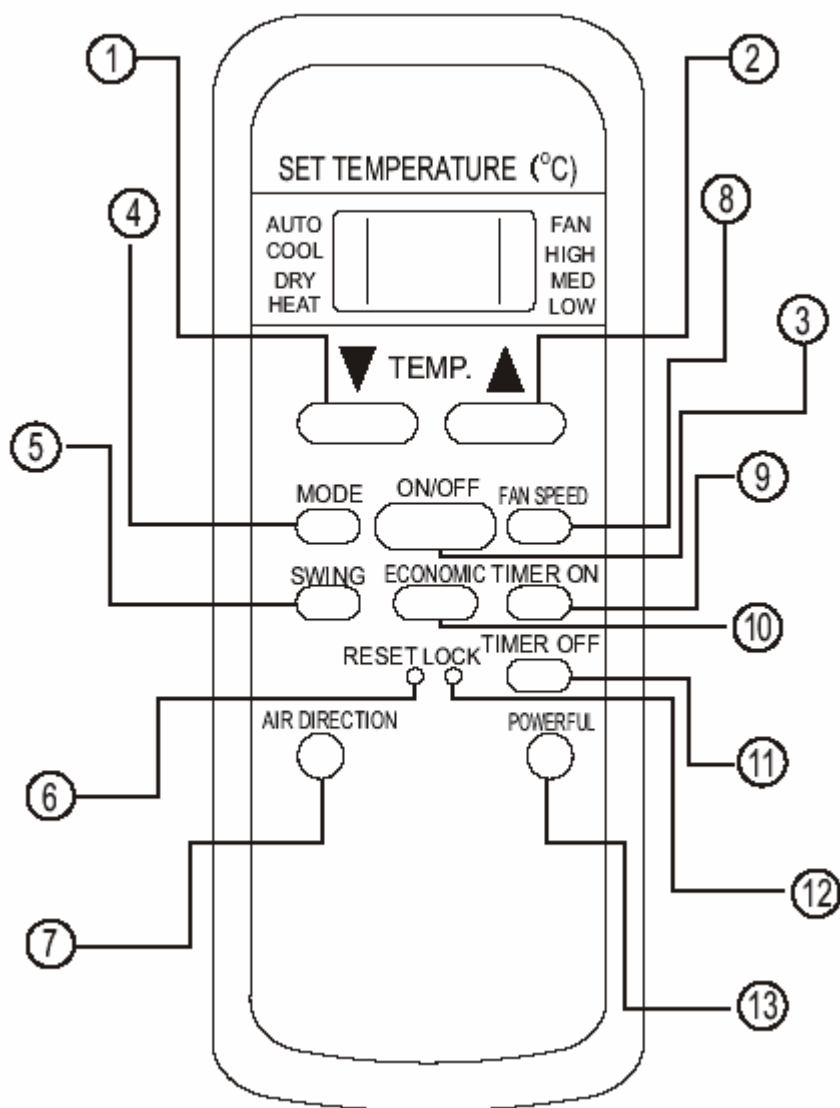 ① ②
SET TEMPERATURE (°C)
④ ⑧
AUTO FAN
COOL HIGH
DRY MED
HEAT LOW
③
▼ TEMP. ▲
⑤ ⑨
MODE ON/OFF FAN SPEED
SWING ECONOMIC TIMER ON
⑩
RESET LOCK TIMER OFF
AIR DIRECTION POWERFUL
⑥ ⑪
⑫
⑦
⑬